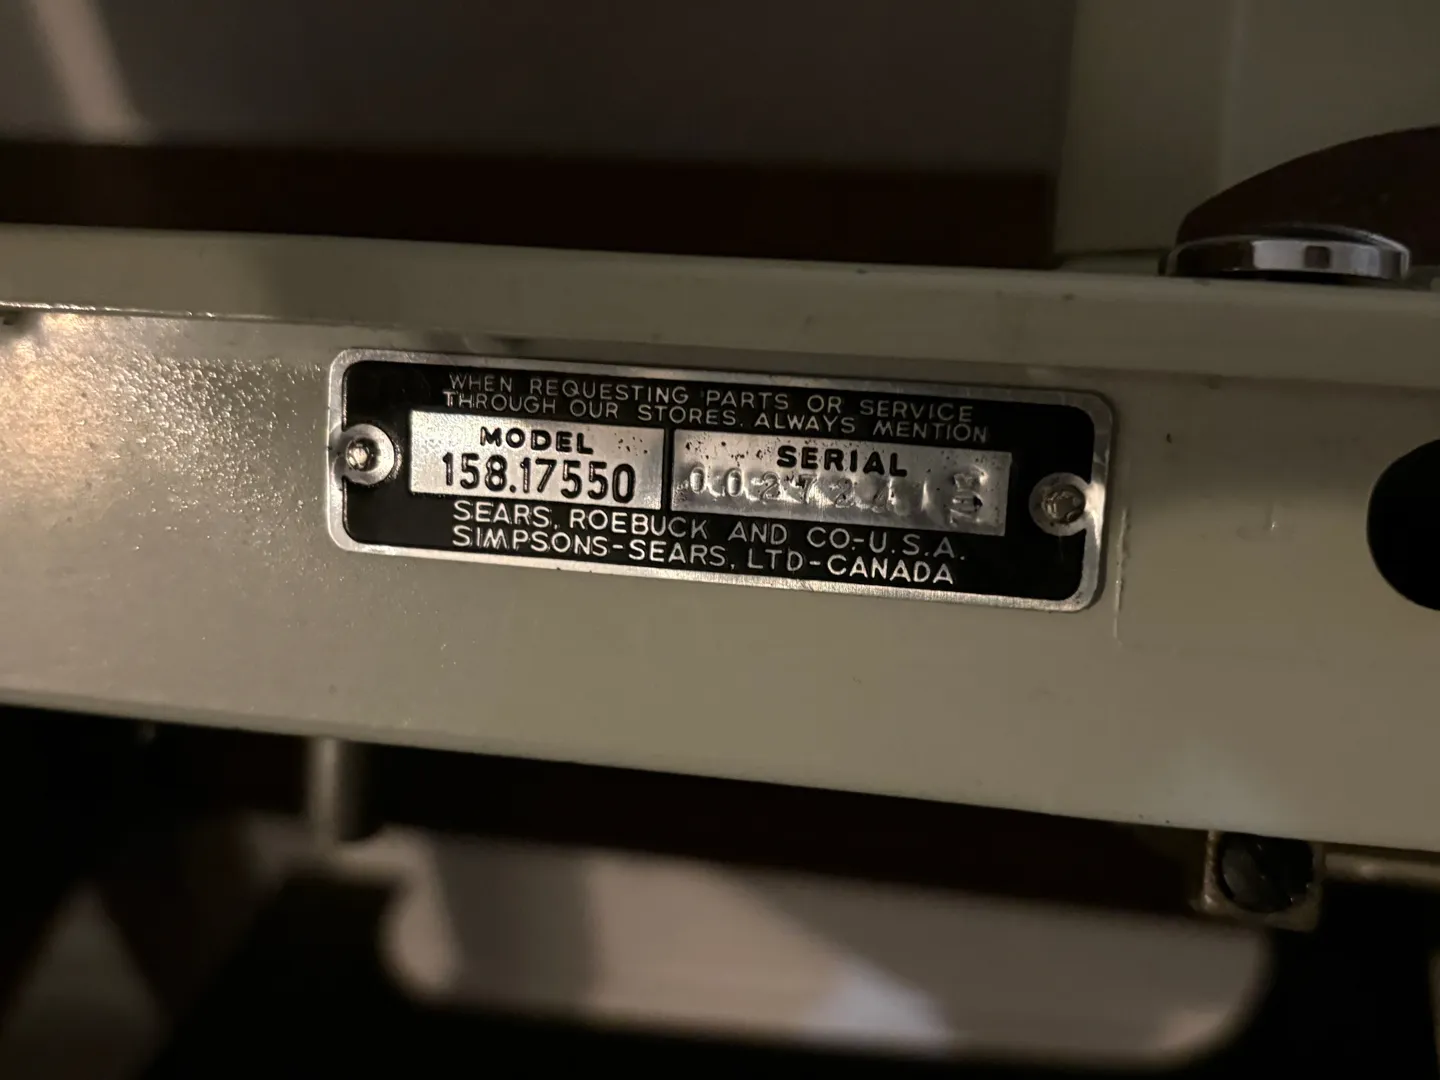 WHEN REQUESTING PARTS OR SERVICE
THROUGH OUR STORES, ALWAYS MENTION
MODEL
158.17550
SERIAL
SEARS, ROEBUCK AND CO-U.S.A.
SIMPSONS-SEARS, LTD-CANADA